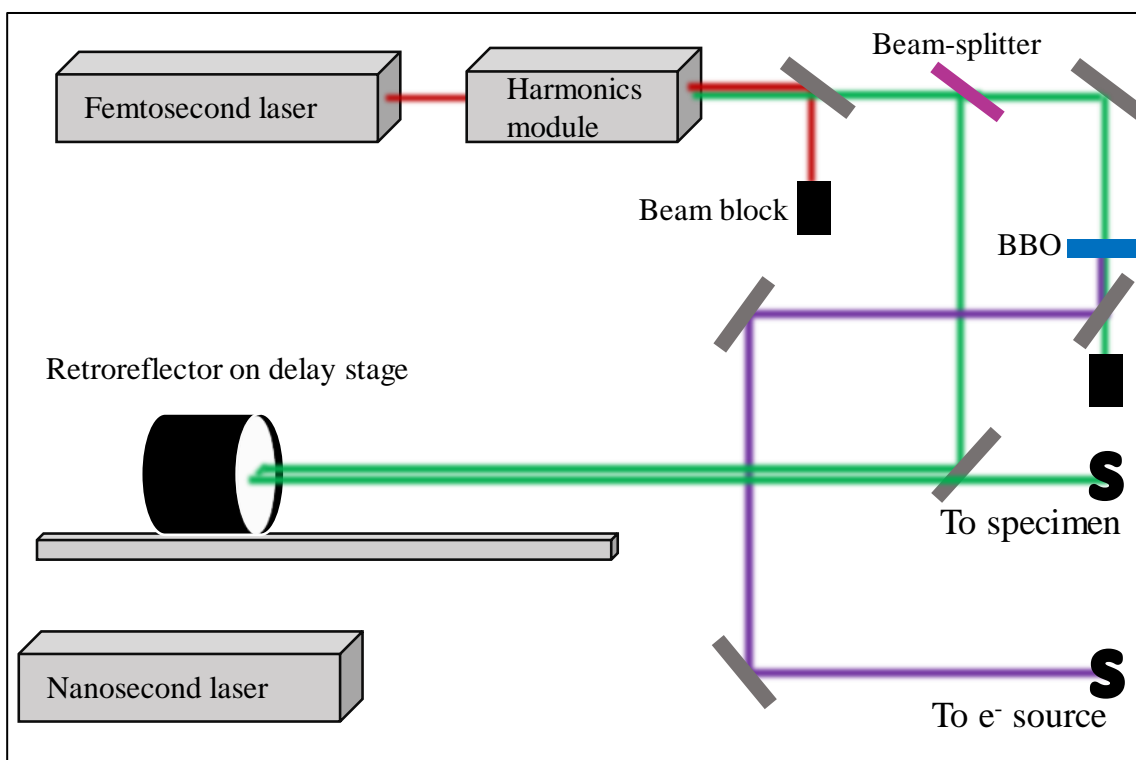 Beam-splitter
Femtosecond laser
Harmonics
module
Beam block
BBO
Retroreflector on delay stage
S
To specimen
Nanosecond laser
S
To e⁻ source